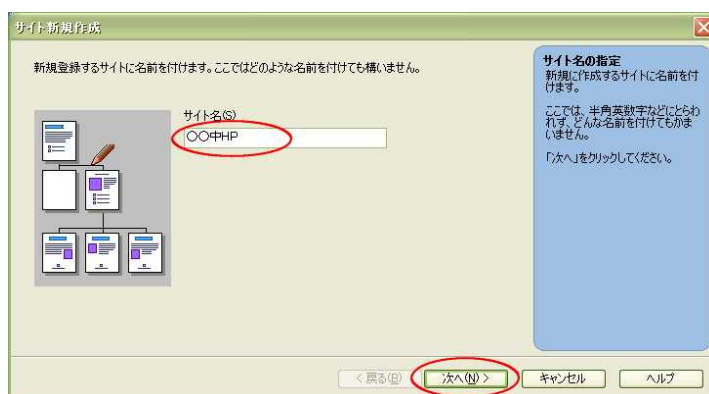 サイト新規作成
新規登録するサイトに名前を付けます。ここではどのような名前を付けても構いません。
サイト名(S)
〇〇中HP
サイト名の指定
新規に作成するサイトに名前を付
けます。
ここでは、半角英数字などにとらわ
れず、どんな名前を付けてもかま
いません。
「次へ」をクリックしてください。
< 戻る(B)
次へ(N) >
キャンセル
ヘルプ